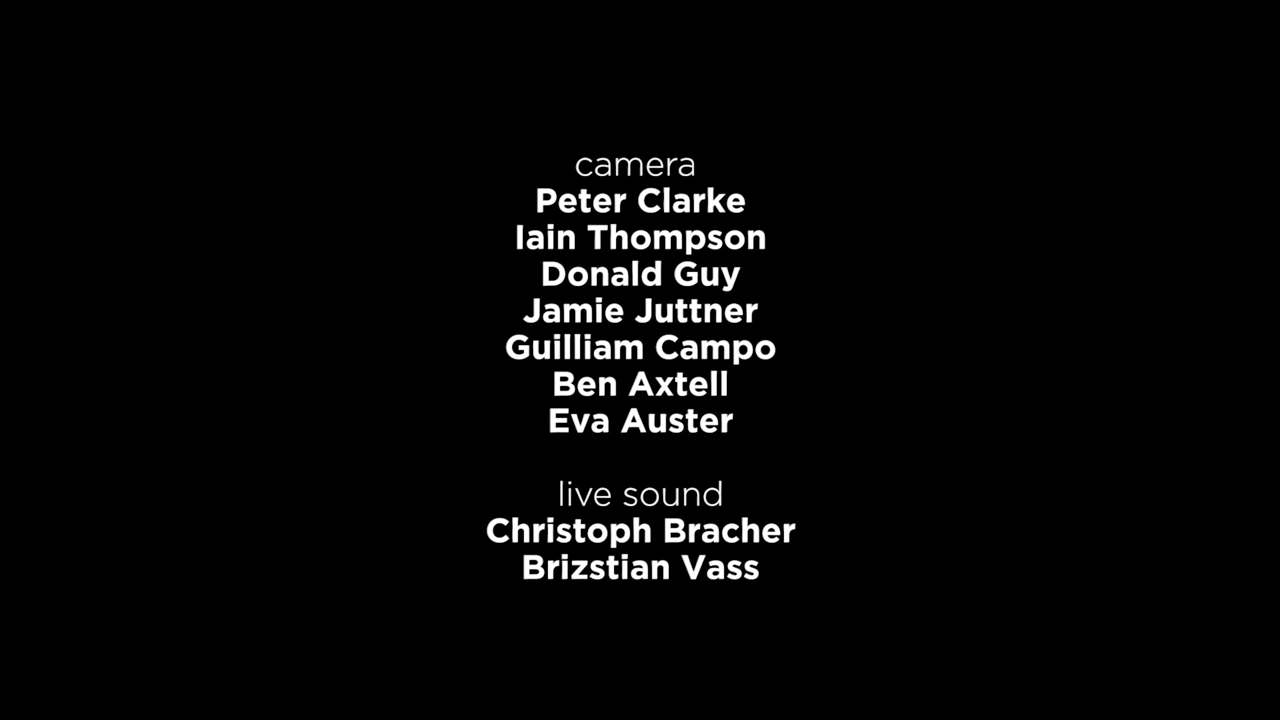 camera
Peter Clarke
Iain Thompson
Donald Guy
Jamie Juttner
Guilliam Campo
Ben Axtell
Eva Auster
live sound
Christoph Bracher
Brizstian Vass